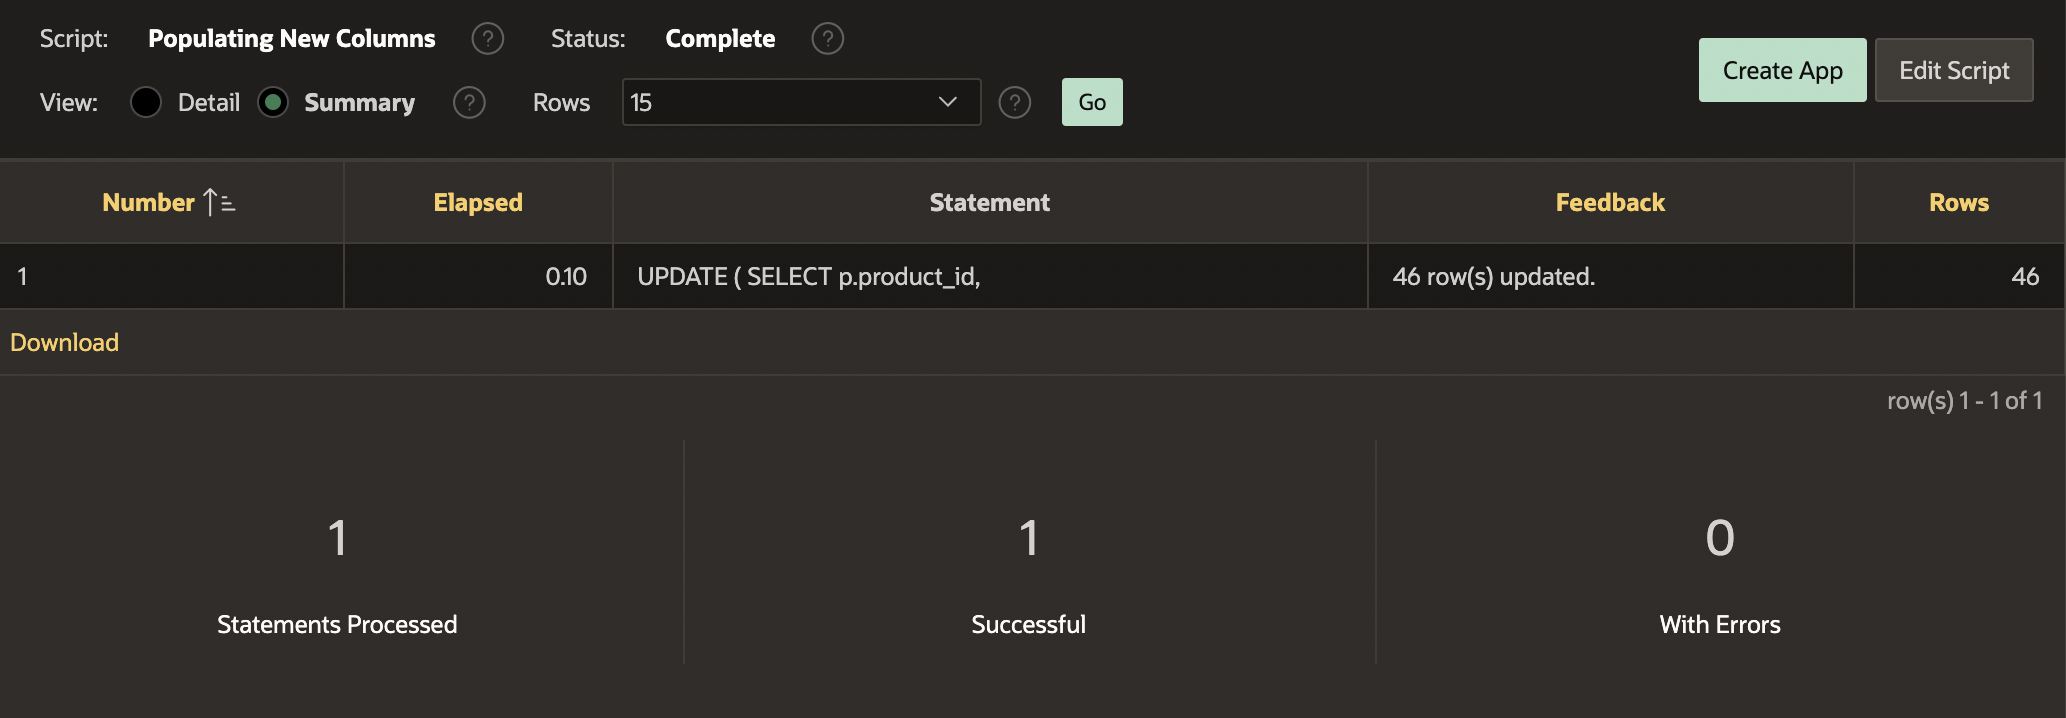 Script: Populating New Columns ? Status: Complete ?
Create App Edit Script
View: Detail Summary ? Rows 15 ? Go
Number Elapsed Statement Feedback Rows
1 0.10 UPDATE ( SELECT p.product_id, 46 row(s) updated. 46
Download
row(s) 1 - 1 of 1
1 1 0
Statements Processed Successful With Errors